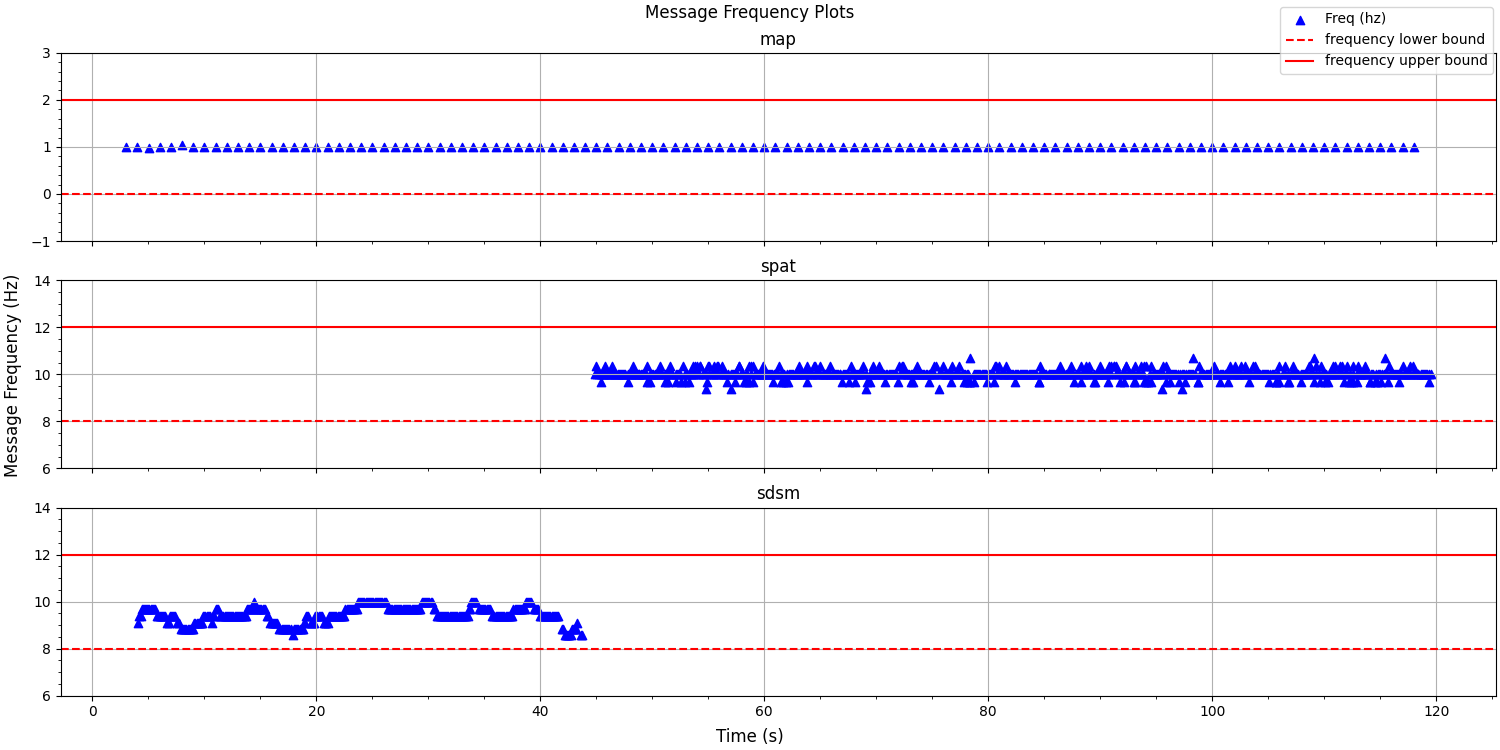 Message Frequency Plots
Freq (hz)
frequency lower bound
frequency upper bound
map
3
2
1
0
−1
spat
14
12
10
8
6
sdsm
14
12
10
8
6
0 20 40 60 80 100 120
Message Frequency (Hz)
Time (s)